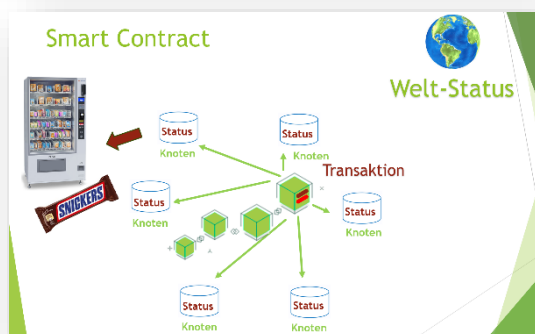 Smart Contract
Welt-Status
Status
Knoten
Status
Knoten
Transaktion
Status
Knoten
Status
Knoten
SNICKERS
Status
Knoten
Status
Knoten